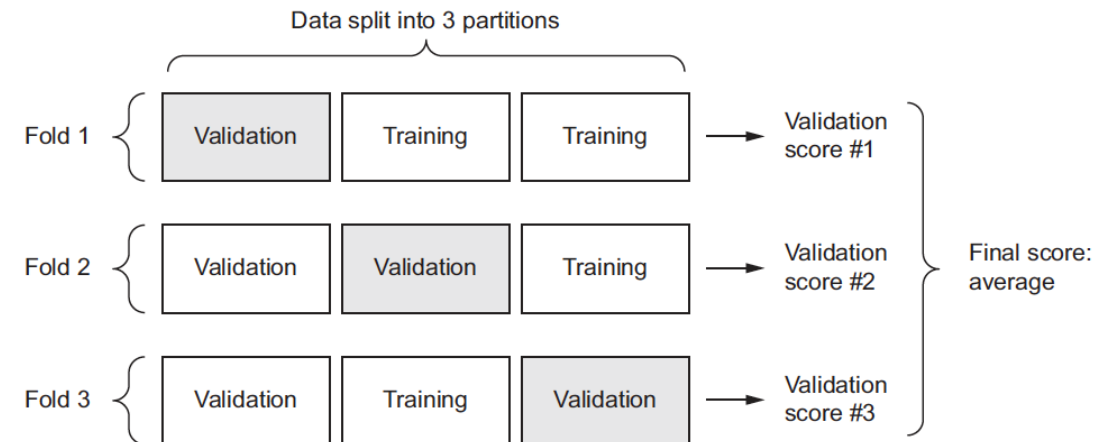 Data split into 3 partitions
Fold 1
Validation
Training
Training
Validation
score #1
Fold 2
Validation
Validation
Training
Validation
score #2
Final score:
average
Fold 3
Validation
Training
Validation
Validation
score #3